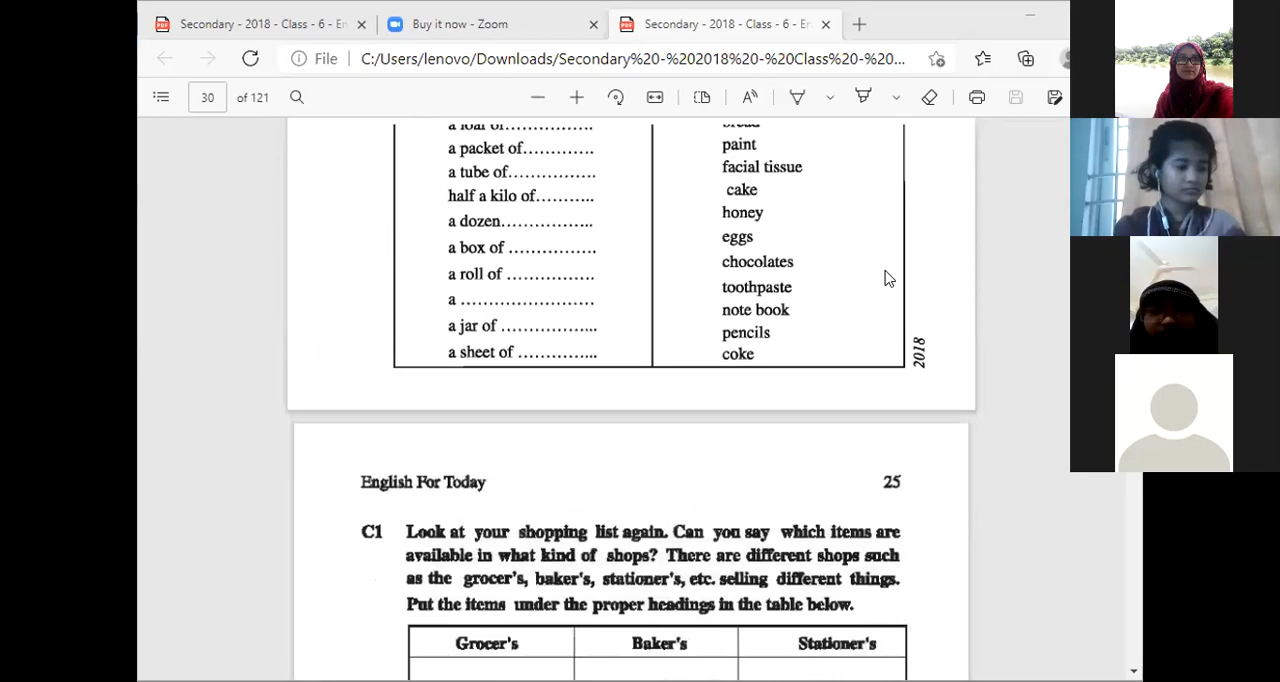 Secondary - 2018 - Class - 6 - En
Buy it now - Zoom
Secondary - 2018 - Class - 6 - En
File
C:/Users/lenovo/Downloads/Secondary%20-%202018%20-%20Class%20-%20...
30 of 121
a loaf of………….
bread
a packet of………….
paint
a tube of…………….
facial tissue
half a kilo of………..
cake
honey
a dozen……………..
eggs
a box of …………….
chocolates
a roll of …………….
toothpaste
a …………………….
note book
a jar of ………………
pencils
a sheet of …………...
coke
2018
English For Today
25
C1 Look at your shopping list again. Can you say which items are
available in what kind of shops? There are different shops such
as the grocer's, baker's, stationer's, etc. selling different things.
Put the items under the proper headings in the table below.
Grocer's Baker's Stationer's